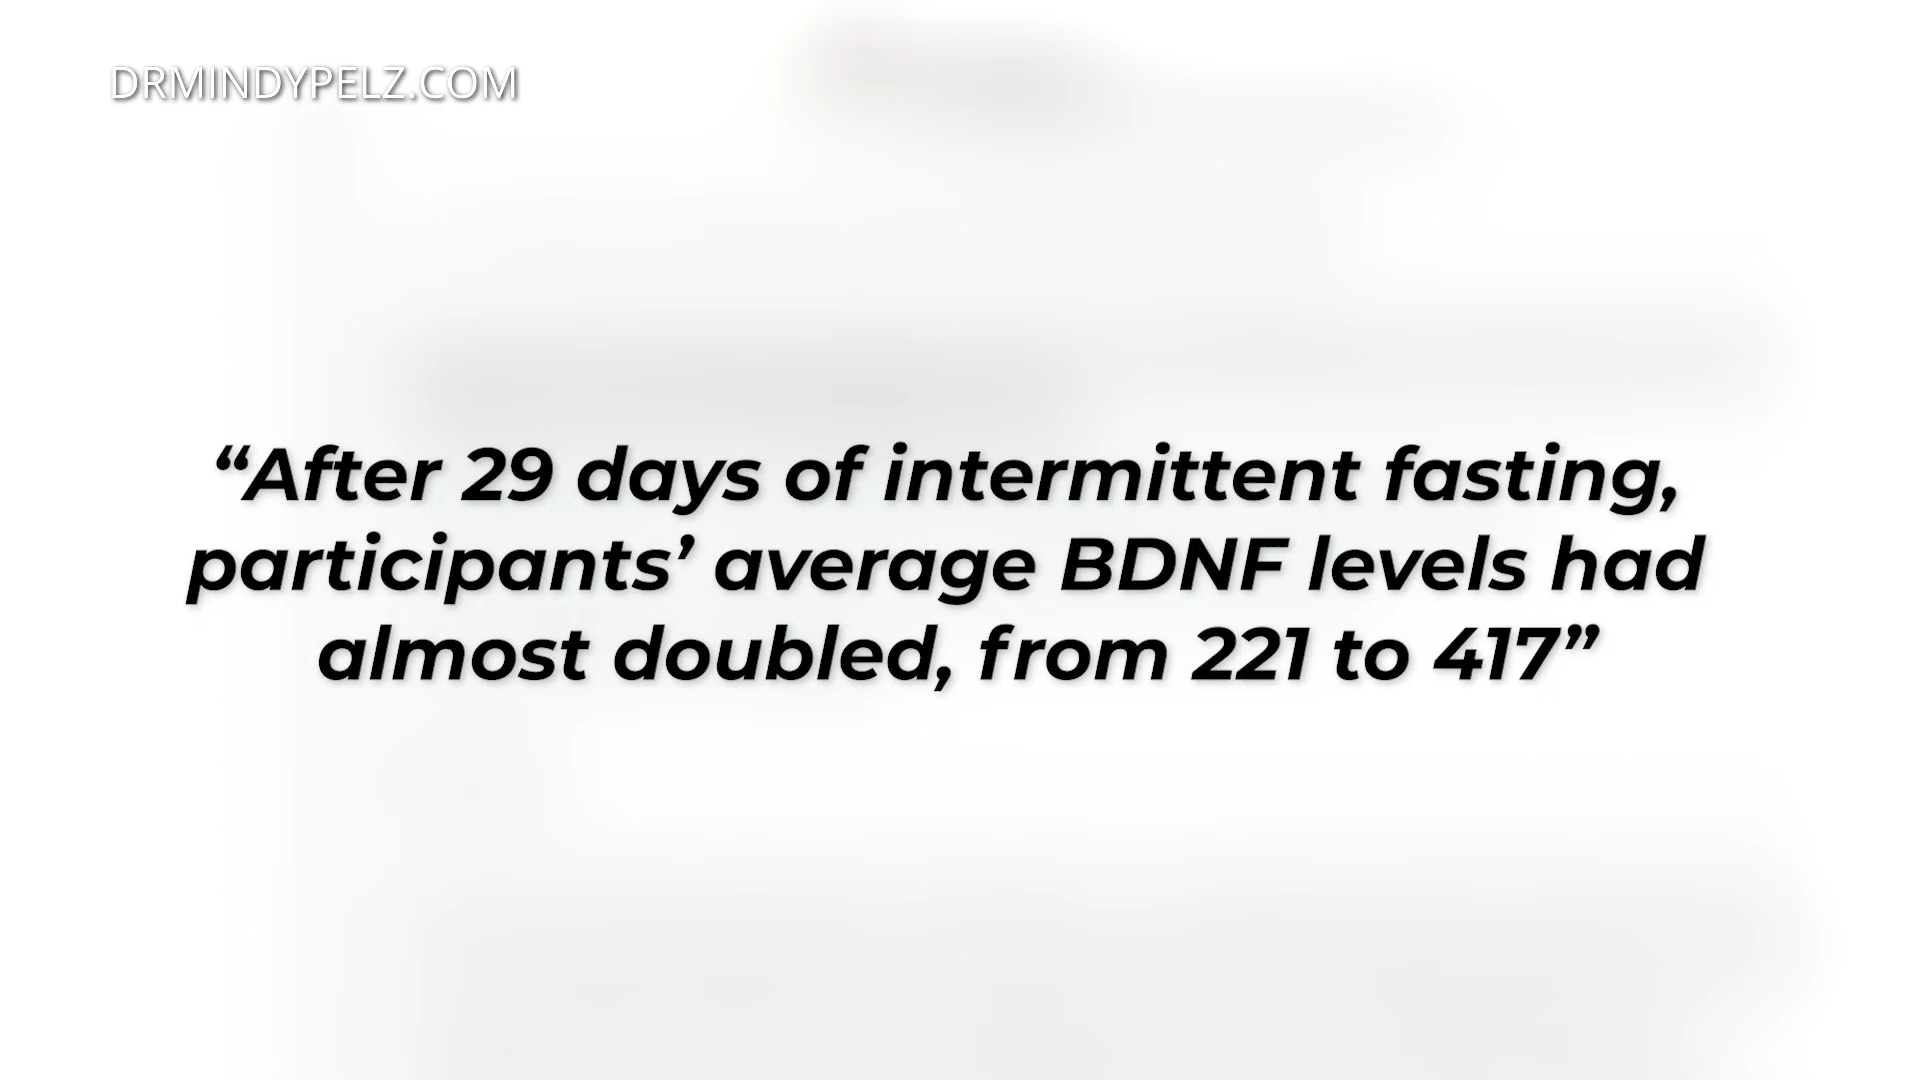 DRMINDYPELZ.COM
“After 29 days of intermittent fasting,
participants’ average BDNF levels had
almost doubled, from 221 to 417”